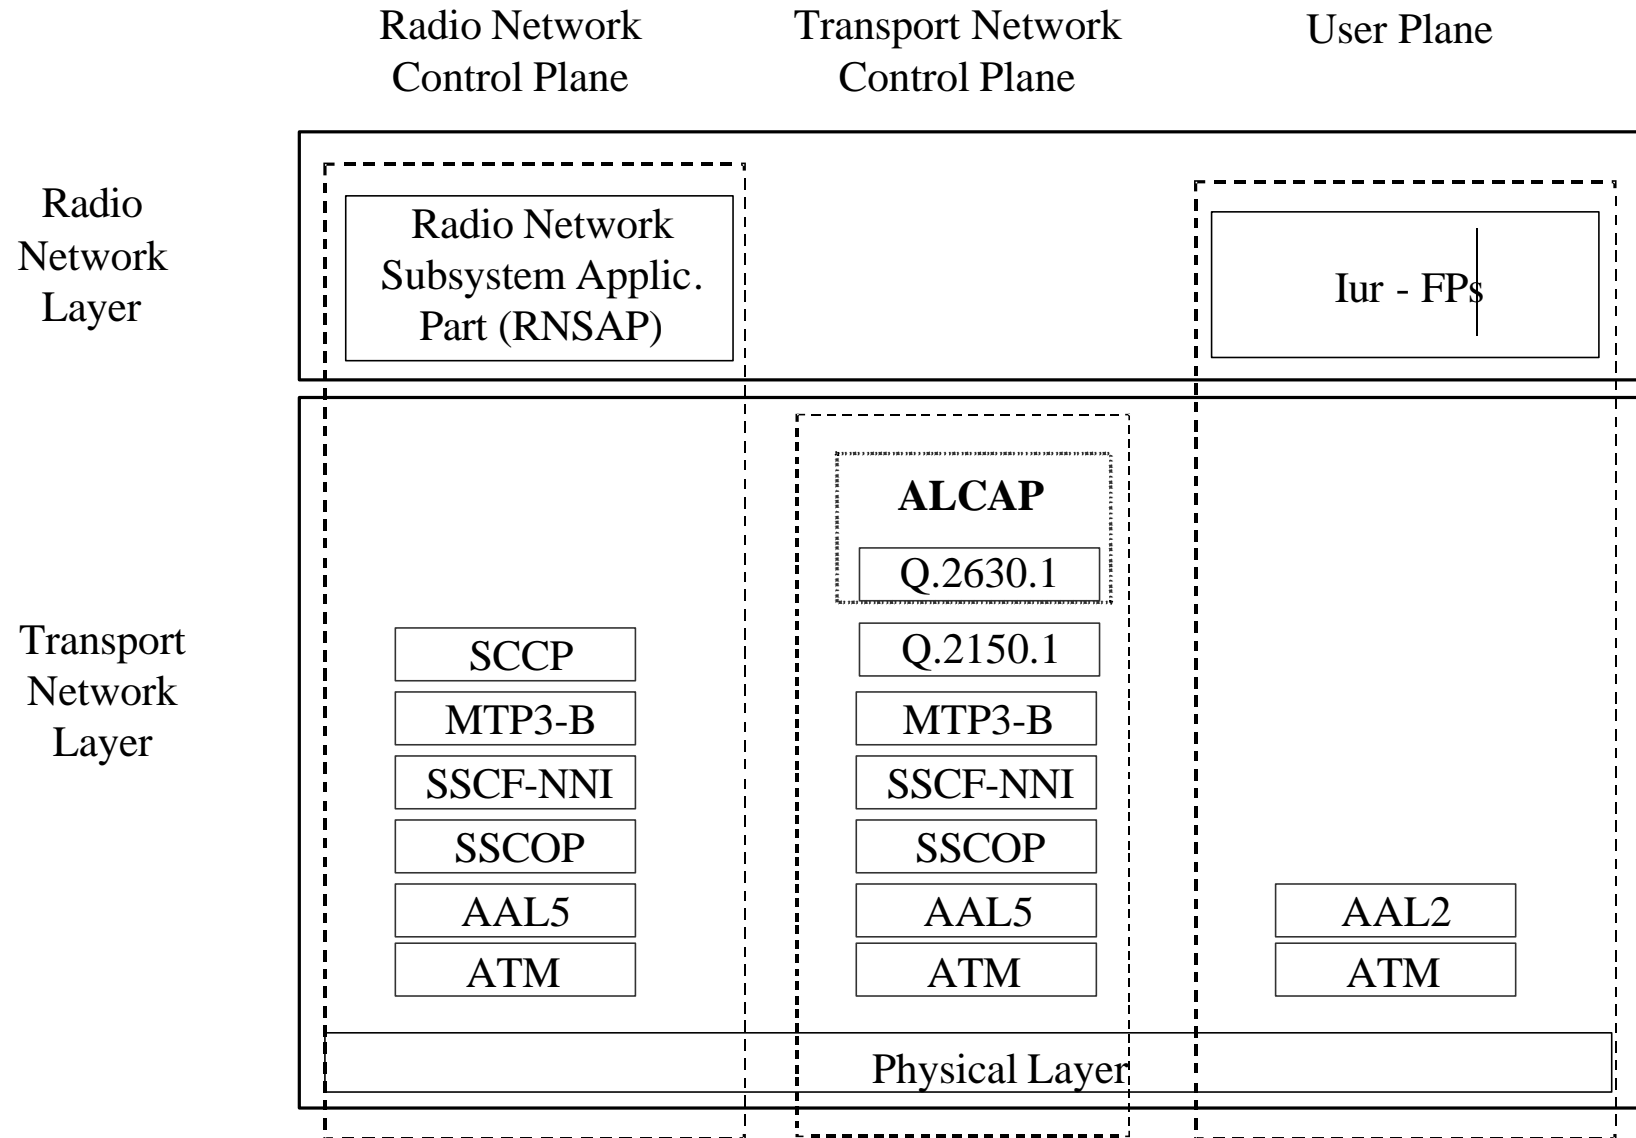 Radio Network
Control Plane
Transport Network
Control Plane
User Plane
Radio
Network
Layer
Radio Network
Subsystem Applic.
Part (RNSAP)
Iur - FPs
Transport
Network
Layer
ALCAP
Q.2630.1
SCCP
Q.2150.1
MTP3-B
MTP3-B
SSCF-NNI
SSCF-NNI
SSCOP
SSCOP
AAL5
AAL5
AAL2
ATM
ATM
ATM
Physical Layer